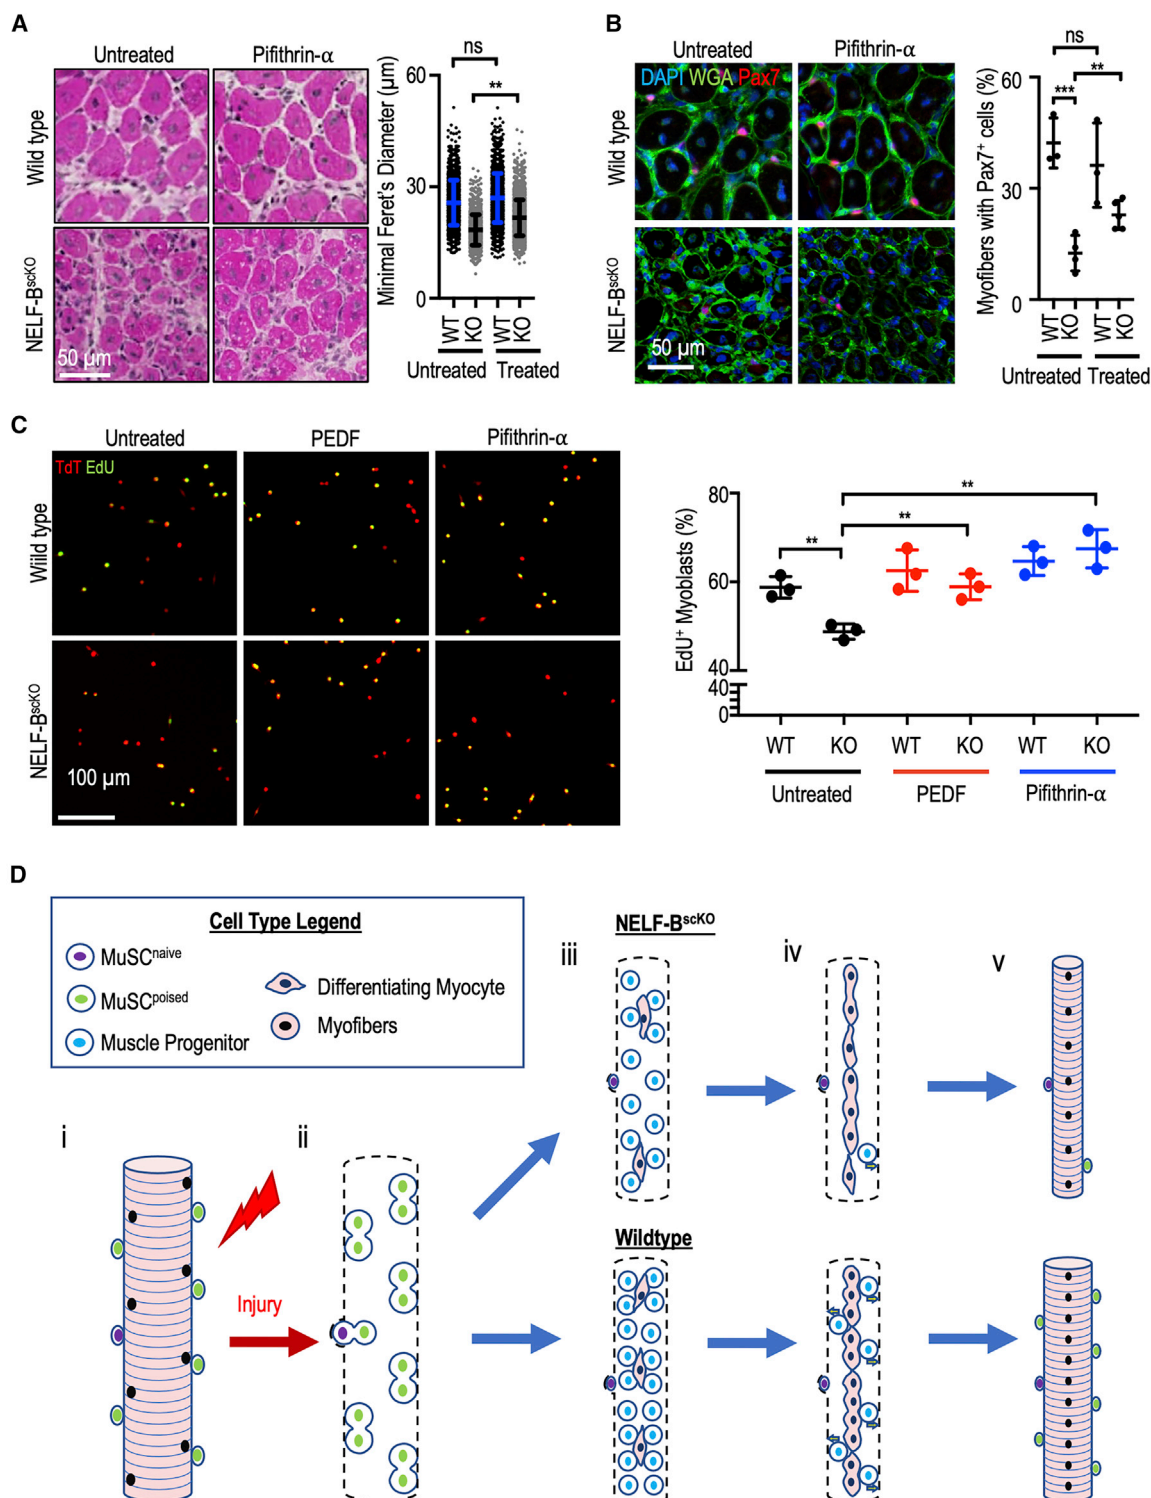 A
Untreated
Pifithrin-α
Wild type
NELF-BscKO
50 µm
Minimal Feret's Diameter (µm)
60
30
0
ns
**
WT
KO
WT
KO
Untreated
Treated
B
Untreated
Pifithrin-α
DAPI WGA Pax7
Wild type
NELF-BscKO
50 µm
Myofibers with Pax7+ cells (%)
60
30
0
ns
**
***
WT
KO
WT
KO
Untreated
Treated
C
Untreated
PEDF
Pifithrin-α
TdT EdU
Wiild type
NELF-BscKO
100 µm
EdU+ Myoblasts (%)
80
60
40
40
0
**
**
**
WT
KO
WT
KO
WT
KO
Untreated
PEDF
Pifithrin-α
D
Cell Type Legend
MuSCnaive
MuSCpoised
Muscle Progenitor
Differentiating Myocyte
Myofibers
NELF-BscKO
iii
iv
v
i
ii
Injury
Wildtype